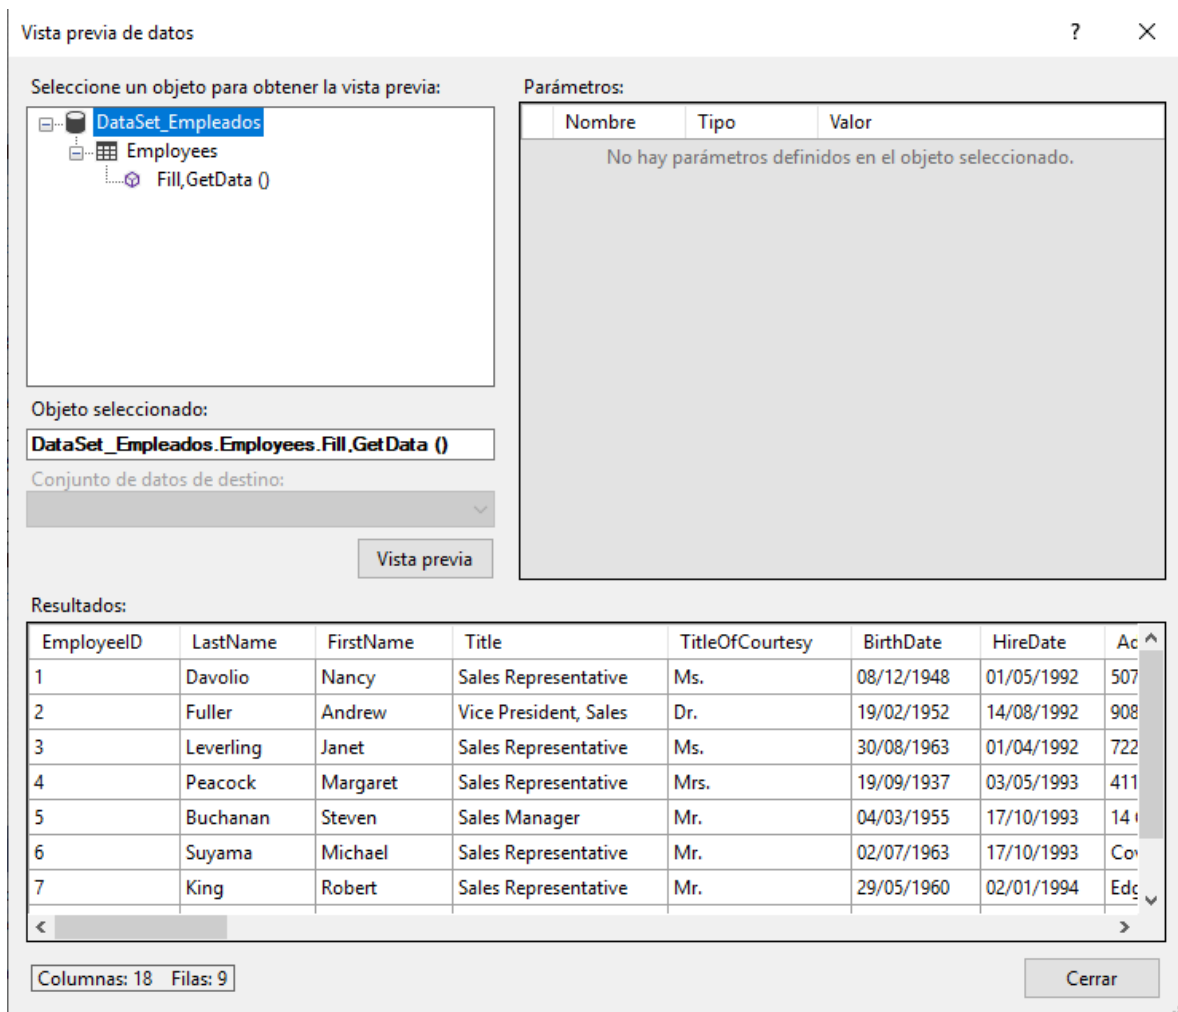 Vista previa de datos ?
Seleccione un objeto para obtener la vista previa:
DataSet_Empleados
Employees
Fill,GetData ()
Objeto seleccionado:
DataSet_Empleados.Employees.Fill,GetData ()
Conjunto de datos de destino:
Vista previa
Parámetros:
Nombre Tipo Valor
No hay parámetros definidos en el objeto seleccionado.
Resultados:
EmployeeID LastName FirstName Title TitleOfCourtesy BirthDate HireDate Ad
1 Davolio Nancy Sales Representative Ms. 08/12/1948 01/05/1992 507
2 Fuller Andrew Vice President, Sales Dr. 19/02/1952 14/08/1992 908
3 Leverling Janet Sales Representative Ms. 30/08/1963 01/04/1992 722
4 Peacock Margaret Sales Representative Mrs. 19/09/1937 03/05/1993 411
5 Buchanan Steven Sales Manager Mr. 04/03/1955 17/10/1993 14
6 Suyama Michael Sales Representative Mr. 02/07/1963 17/10/1993 Cov
7 King Robert Sales Representative Mr. 29/05/1960 02/01/1994 Edg
Columnas: 18 Filas: 9
Cerrar